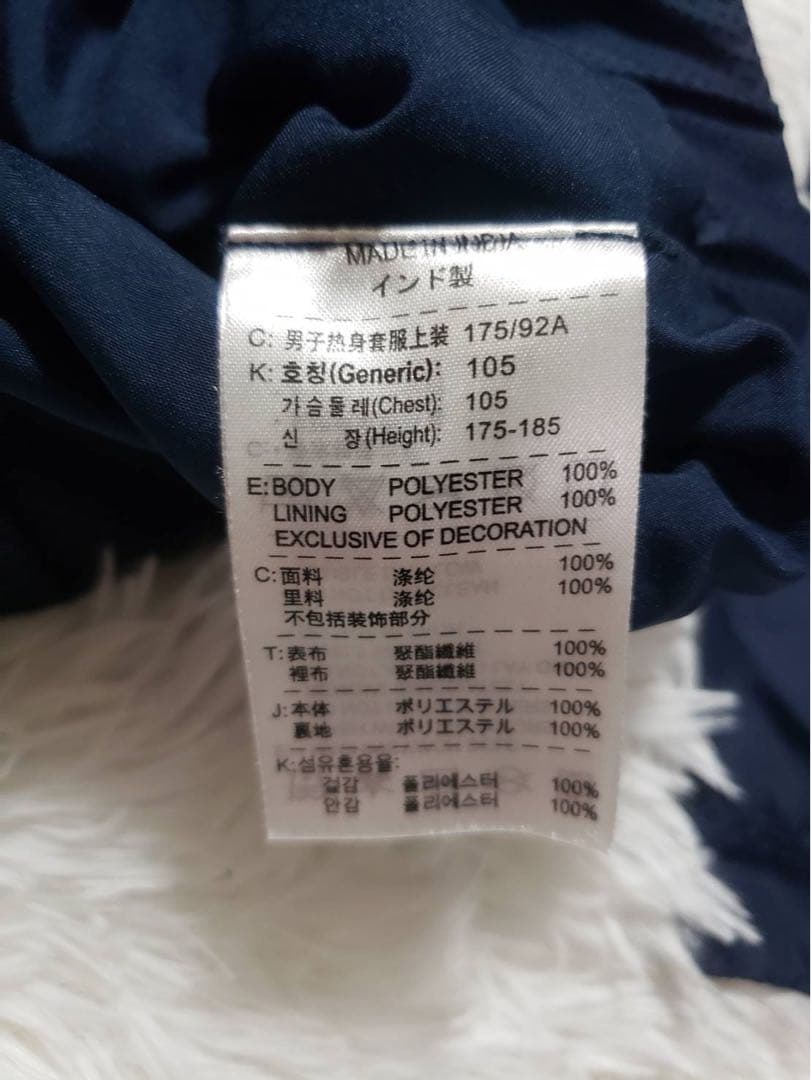 MADE IN INDIA
インド製
C: 男子热身套服上装 175/92A
K: 호칭(Generic): 105
가슴둘레(Chest): 105
신 장(Height): 175-185
E: BODY POLYESTER 100%
LINING POLYESTER 100%
EXCLUSIVE OF DECORATION
C: 面料 涤纶 100%
里料 涤纶 100%
不包括装饰部分
T: 表布 聚酯纖維 100%
裡布 聚酯纖維 100%
J: 本体 ポリエステル 100%
裏地 ポリエステル 100%
K: 섬유혼용율:
겉감 폴리에스터 100%
안감 폴리에스터 100%